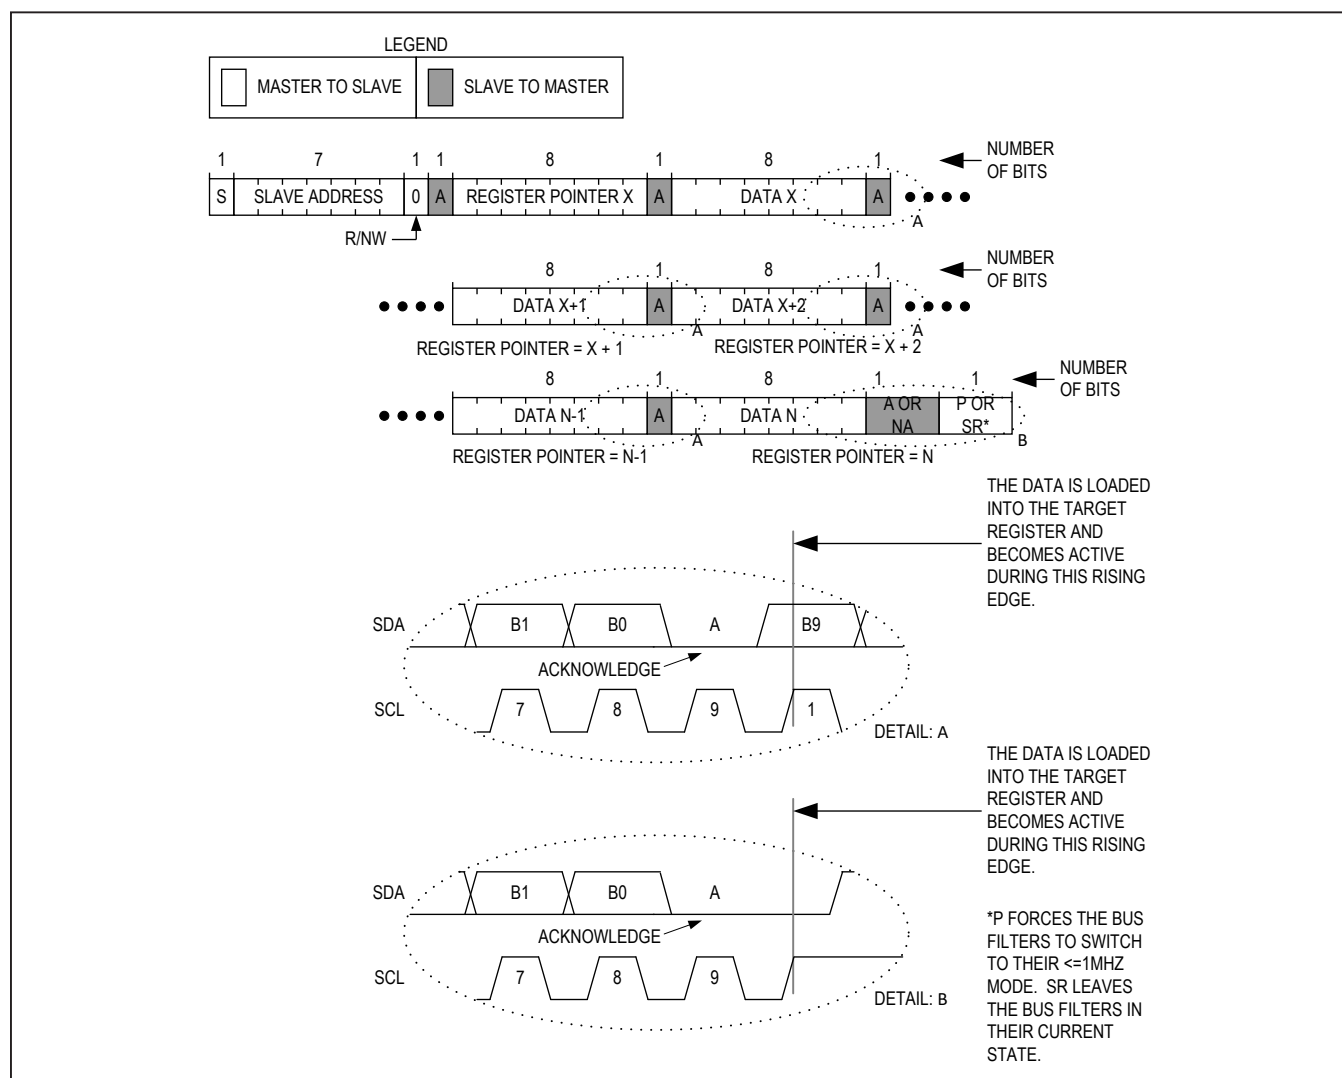 LEGEND
MASTER TO SLAVE
SLAVE TO MASTER
1 7 1 1 8 1 8 1
NUMBER
OF BITS
S SLAVE ADDRESS 0 A REGISTER POINTER X A DATA X A
A
R/NW
8 1 8 1
NUMBER
OF BITS
DATA X+1 A DATA X+2 A
A A
REGISTER POINTER = X + 1 REGISTER POINTER = X + 2
8 1 8 1 1
NUMBER
OF BITS
DATA N-1 A DATA N A OR
NA P OR
SR*
A B
REGISTER POINTER = N-1 REGISTER POINTER = N
THE DATA IS LOADED
INTO THE TARGET
REGISTER AND
BECOMES ACTIVE
DURING THIS RISING
EDGE.
SDA B1 B0 A B9
ACKNOWLEDGE
SCL 7 8 9 1
DETAIL: A
THE DATA IS LOADED
INTO THE TARGET
REGISTER AND
BECOMES ACTIVE
DURING THIS RISING
EDGE.
SDA B1 B0 A
ACKNOWLEDGE
SCL 7 8 9
DETAIL: B
*P FORCES THE BUS
FILTERS TO SWITCH
TO THEIR <=1MHZ
MODE. SR LEAVES
THE BUS FILTERS IN
THEIR CURRENT
STATE.